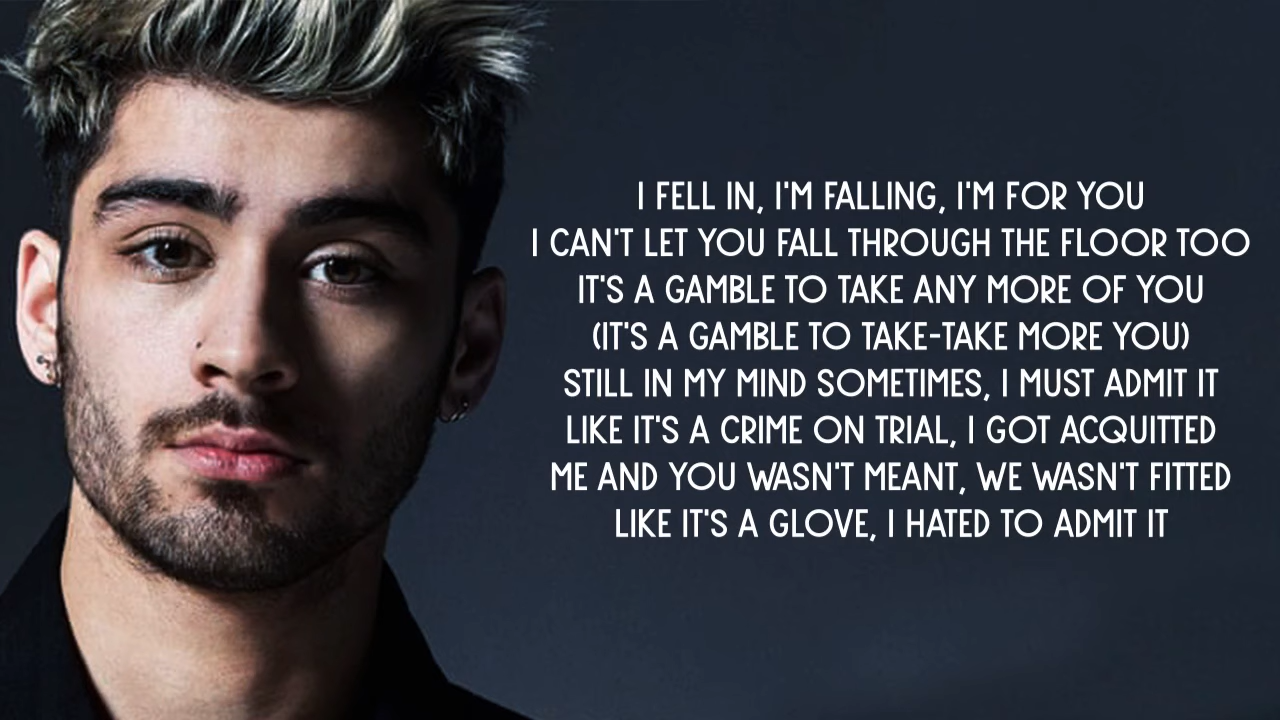 I FELL IN, I'M FALLING, I'M FOR YOU
I CAN'T LET YOU FALL THROUGH THE FLOOR TOO
IT'S A GAMBLE TO TAKE ANY MORE OF YOU
(IT'S A GAMBLE TO TAKE-TAKE MORE YOU)
STILL IN MY MIND SOMETIMES, I MUST ADMIT IT
LIKE IT'S A CRIME ON TRIAL, I GOT ACQUITTED
ME AND YOU WASN'T MEANT, WE WASN'T FITTED
LIKE IT'S A GLOVE, I HATED TO ADMIT IT